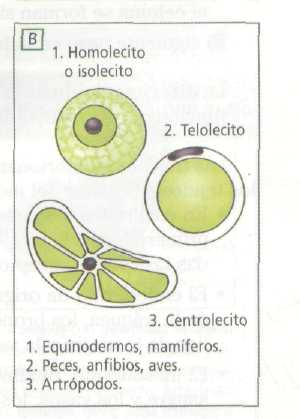 B
1. Homolecito
o isolecito
2. Telolecito
3. Centrolecito
1. Equinodermos, mamíferos.
2. Peces, anfibios, aves.
3. Artrópodos.